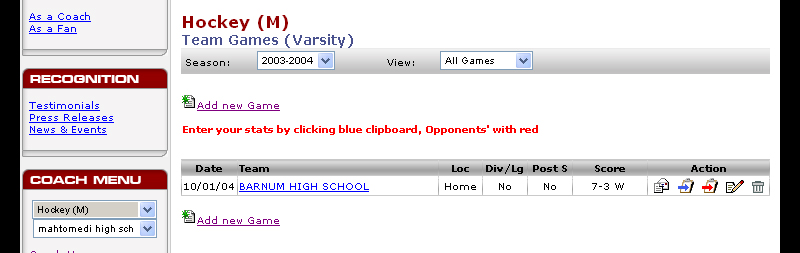 As a Coach
As a Fan
RECOGNITION
Testimonials
Press Releases
News & Events
COACH MENU
Hockey (M)
mahtomedi high sch
Hockey (M)
Team Games (Varsity)
Season: 2003-2004 View: All Games
Add new Game
Enter your stats by clicking blue clipboard, Opponents' with red
Date Team Loc Div/Lg Post S Score Action
10/01/04 BARNUM HIGH SCHOOL Home No No 7-3 W
Add new Game